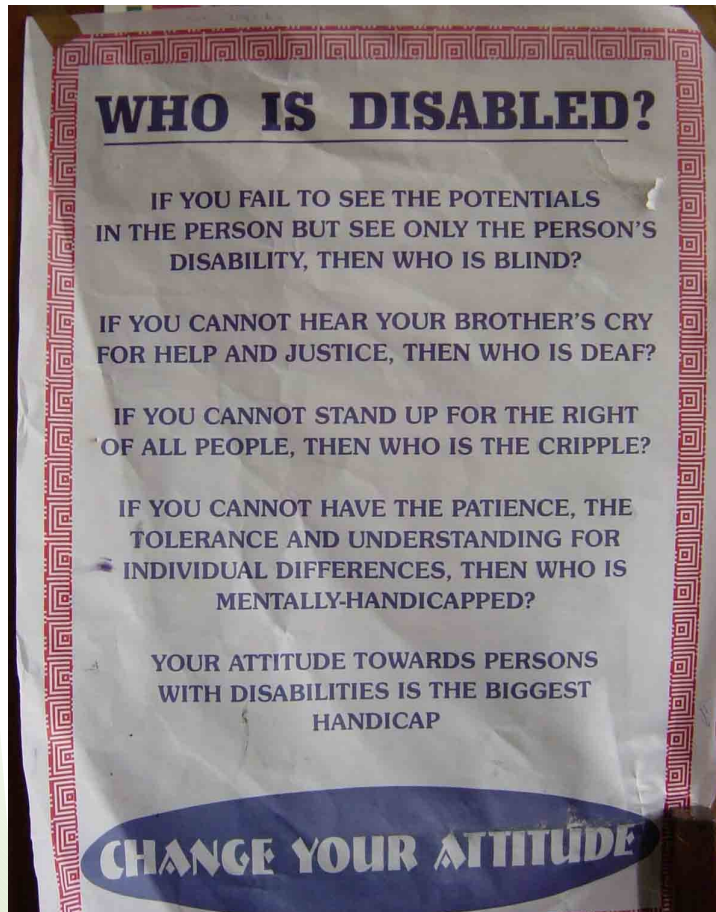 WHO IS DISABLED?
IF YOU FAIL TO SEE THE POTENTIALS
IN THE PERSON BUT SEE ONLY THE PERSON'S
DISABILITY, THEN WHO IS BLIND?
IF YOU CANNOT HEAR YOUR BROTHER'S CRY
FOR HELP AND JUSTICE, THEN WHO IS DEAF?
IF YOU CANNOT STAND UP FOR THE RIGHT
OF ALL PEOPLE, THEN WHO IS THE CRIPPLE?
IF YOU CANNOT HAVE THE PATIENCE, THE
TOLERANCE AND UNDERSTANDING FOR
INDIVIDUAL DIFFERENCES, THEN WHO IS
MENTALLY-HANDICAPPED?
YOUR ATTITUDE TOWARDS PERSONS
WITH DISABILITIES IS THE BIGGEST
HANDICAP
CHANGE YOUR ATTITUDE